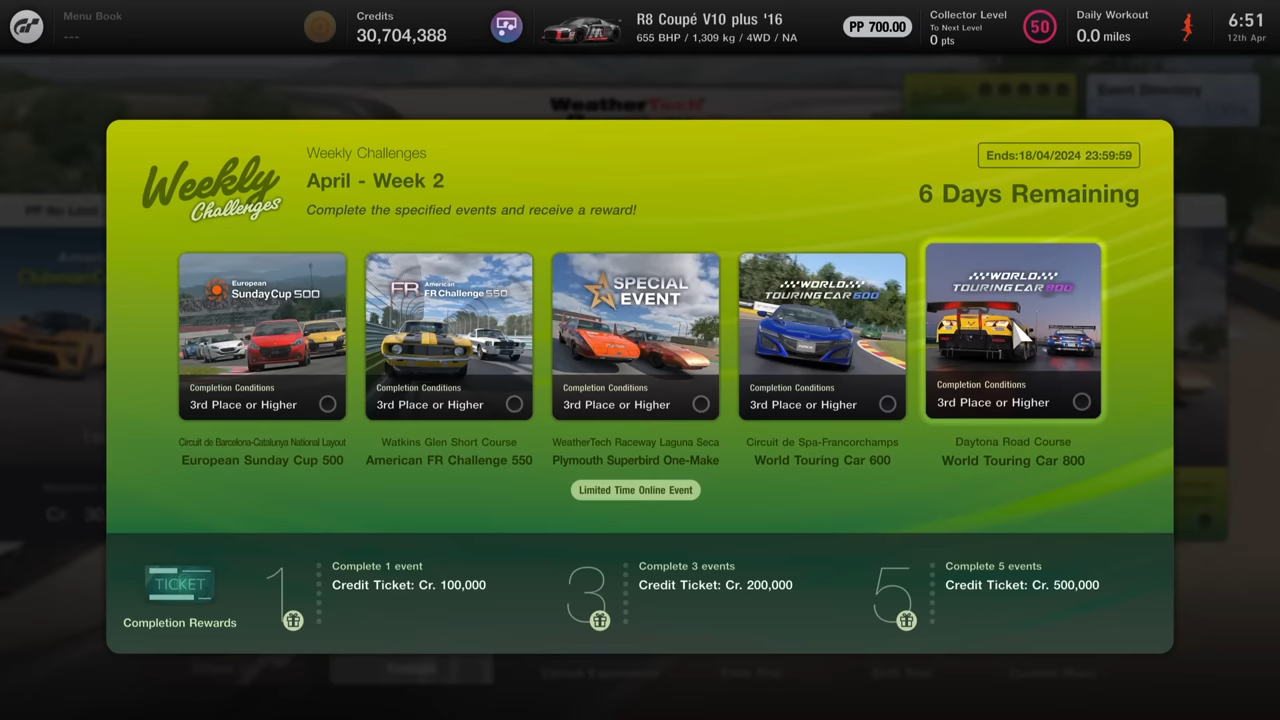 Menu Book
---
Credits
30,704,388
R8 Coupé V10 plus '16
655 BHP / 1,309 kg / 4WD / NA
PP 700.00
Collector Level
To Next Level
0 pts
50
Daily Workout
0.0 miles
6:51
12th Apr
WeatherTech
Event Directory
Weekly
Challenges
Weekly Challenges
April - Week 2
Complete the specified events and receive a reward!
Ends:18/04/2024 23:59:59
6 Days Remaining
European
Sunday Cup 500
Completion Conditions
3rd Place or Higher
Circuit de Barcelona-Catalunya National Layout
European Sunday Cup 500
FR American
FR Challenge 550
Completion Conditions
3rd Place or Higher
Watkins Glen Short Course
American FR Challenge 550
SPECIAL
EVENT
Completion Conditions
3rd Place or Higher
WeatherTech Raceway Laguna Seca
Plymouth Superbird One-Make
Limited Time Online Event
WORLD
TOURING CAR 600
Completion Conditions
3rd Place or Higher
Circuit de Spa-Francorchamps
World Touring Car 600
WORLD
TOURING CAR 800
Completion Conditions
3rd Place or Higher
Daytona Road Course
World Touring Car 800
TICKET
Completion Rewards
1
Complete 1 event
Credit Ticket: Cr. 100,000
3
Complete 3 events
Credit Ticket: Cr. 200,000
5
Complete 5 events
Credit Ticket: Cr. 500,000